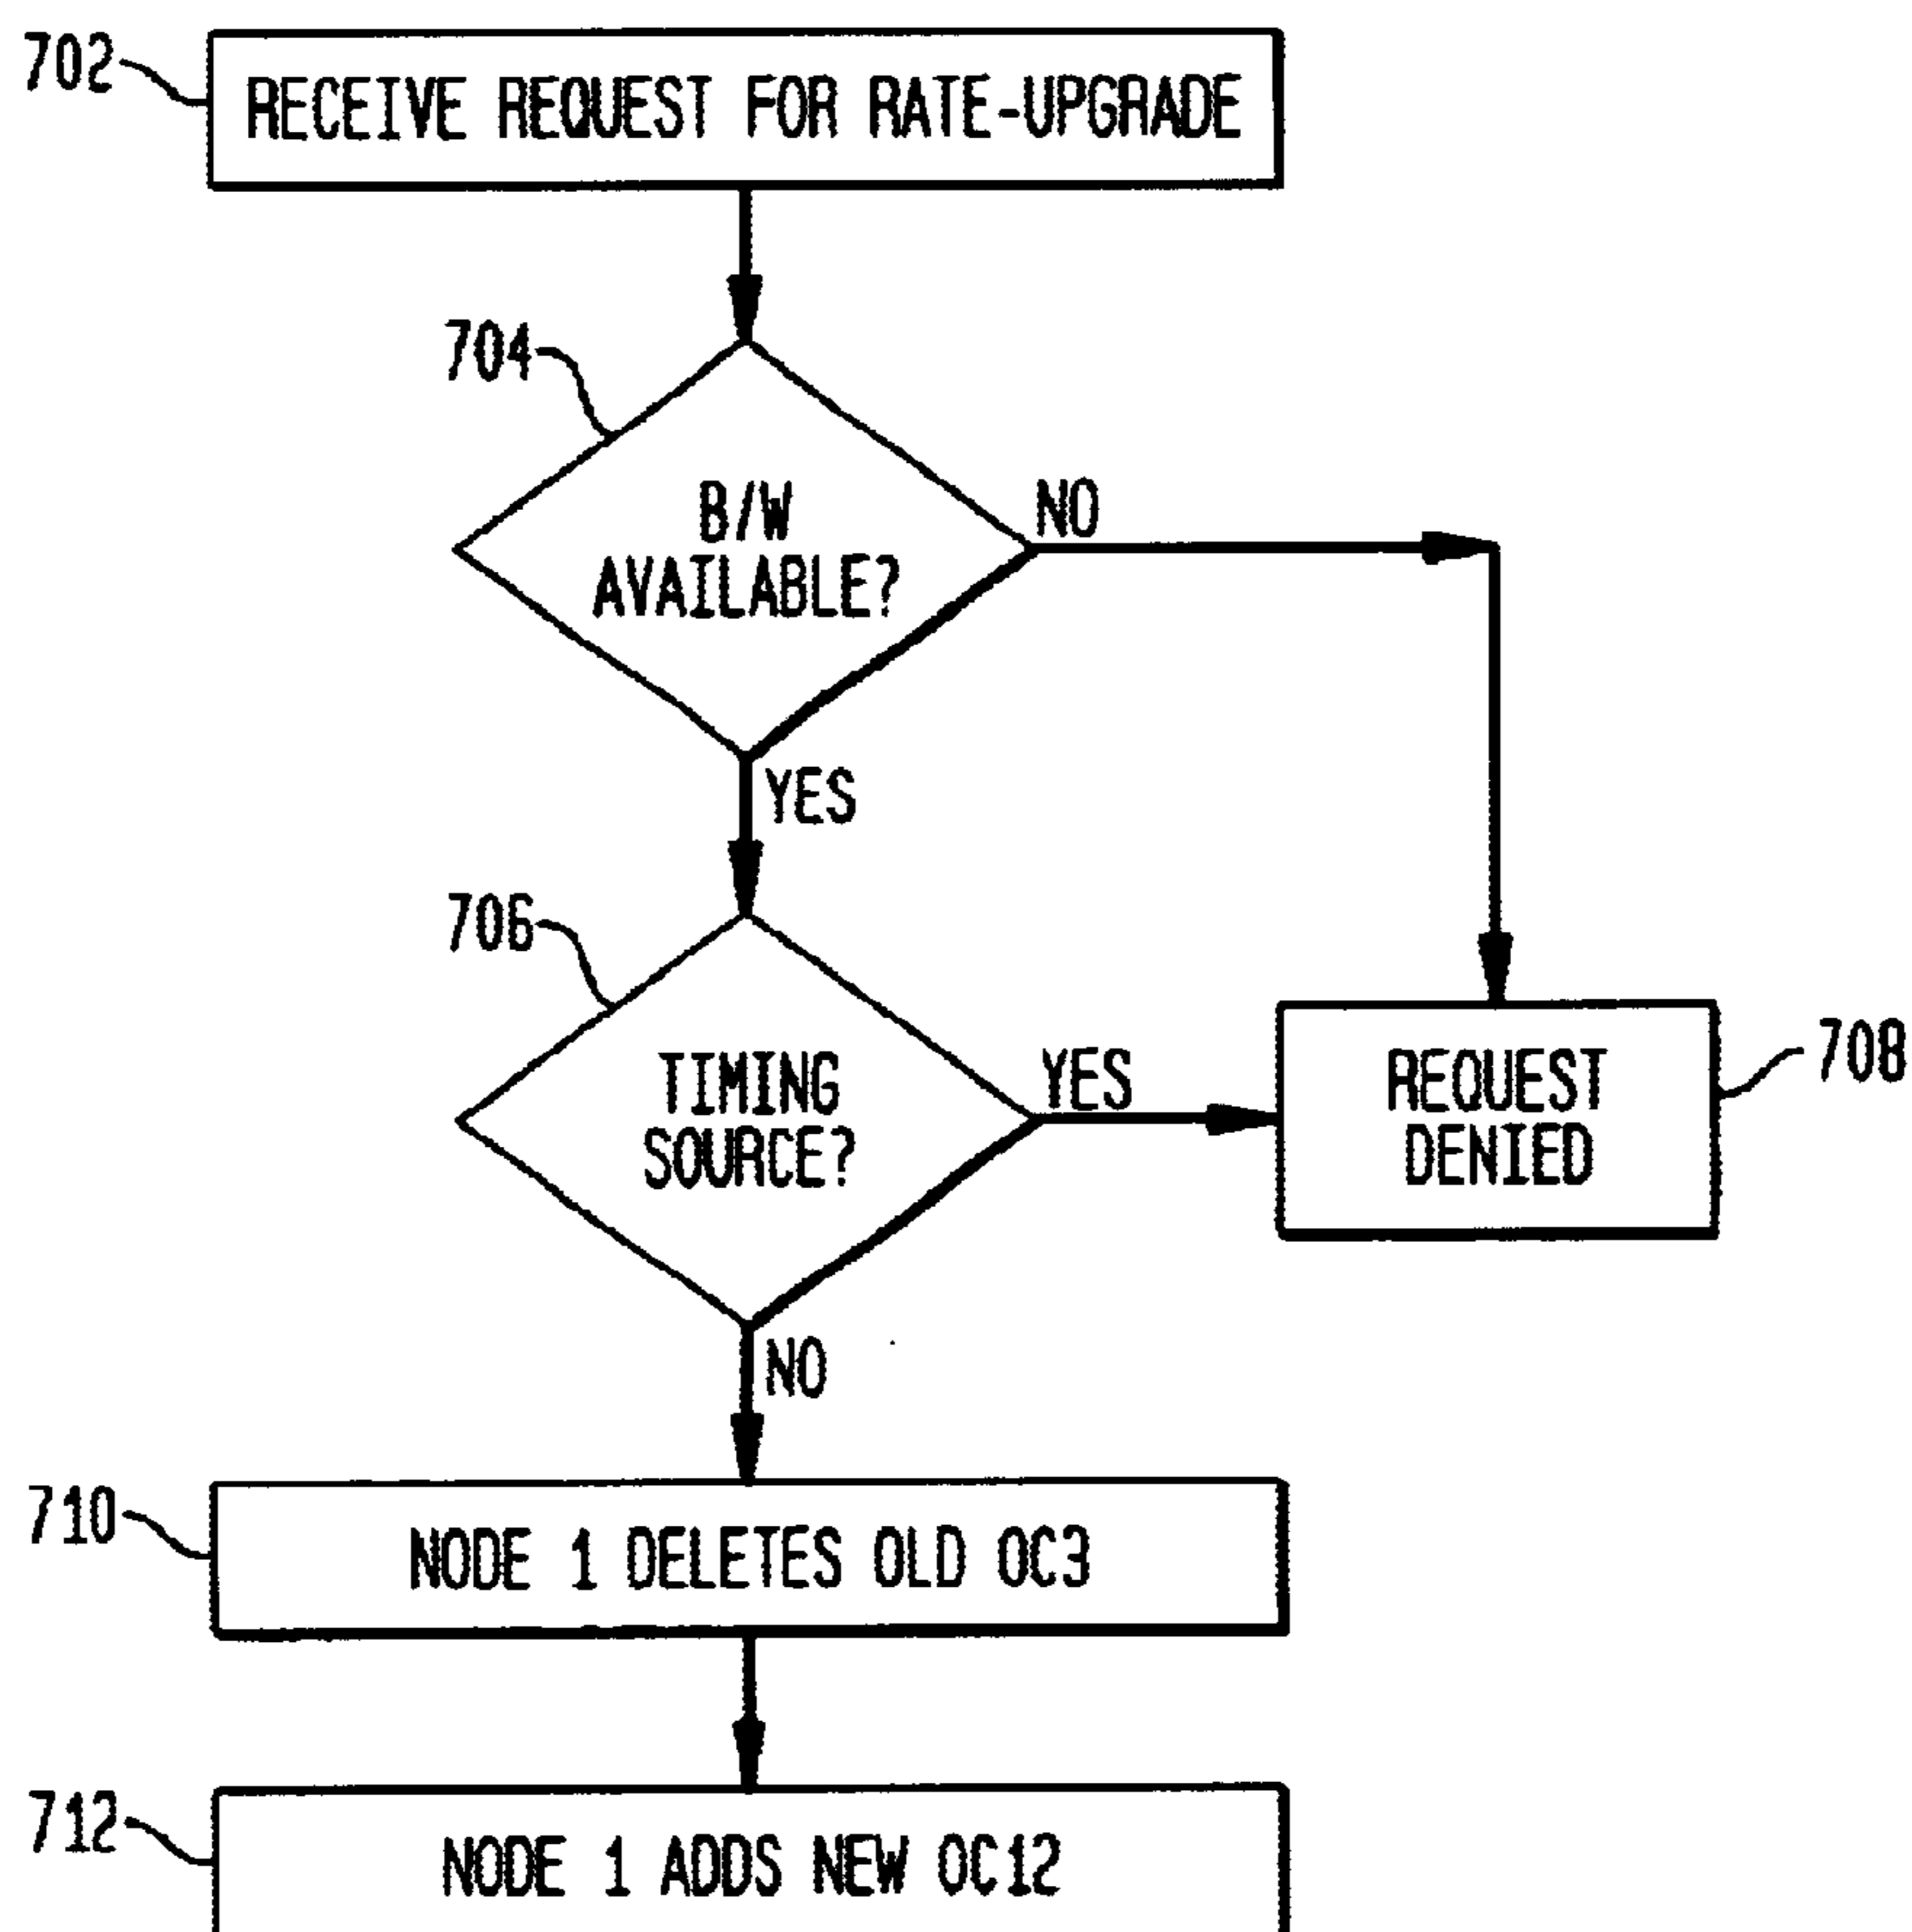 702
RECEIVE REQUEST FOR RATE-UPGRADE
704
B/W
AVAILABLE?
NO
YES
706
TIMING
SOURCE?
YES
REQUEST
DENIED
708
NO
710
NODE 1 DELETES OLD OC3
712
NODE 1 ADDS NEW OC12